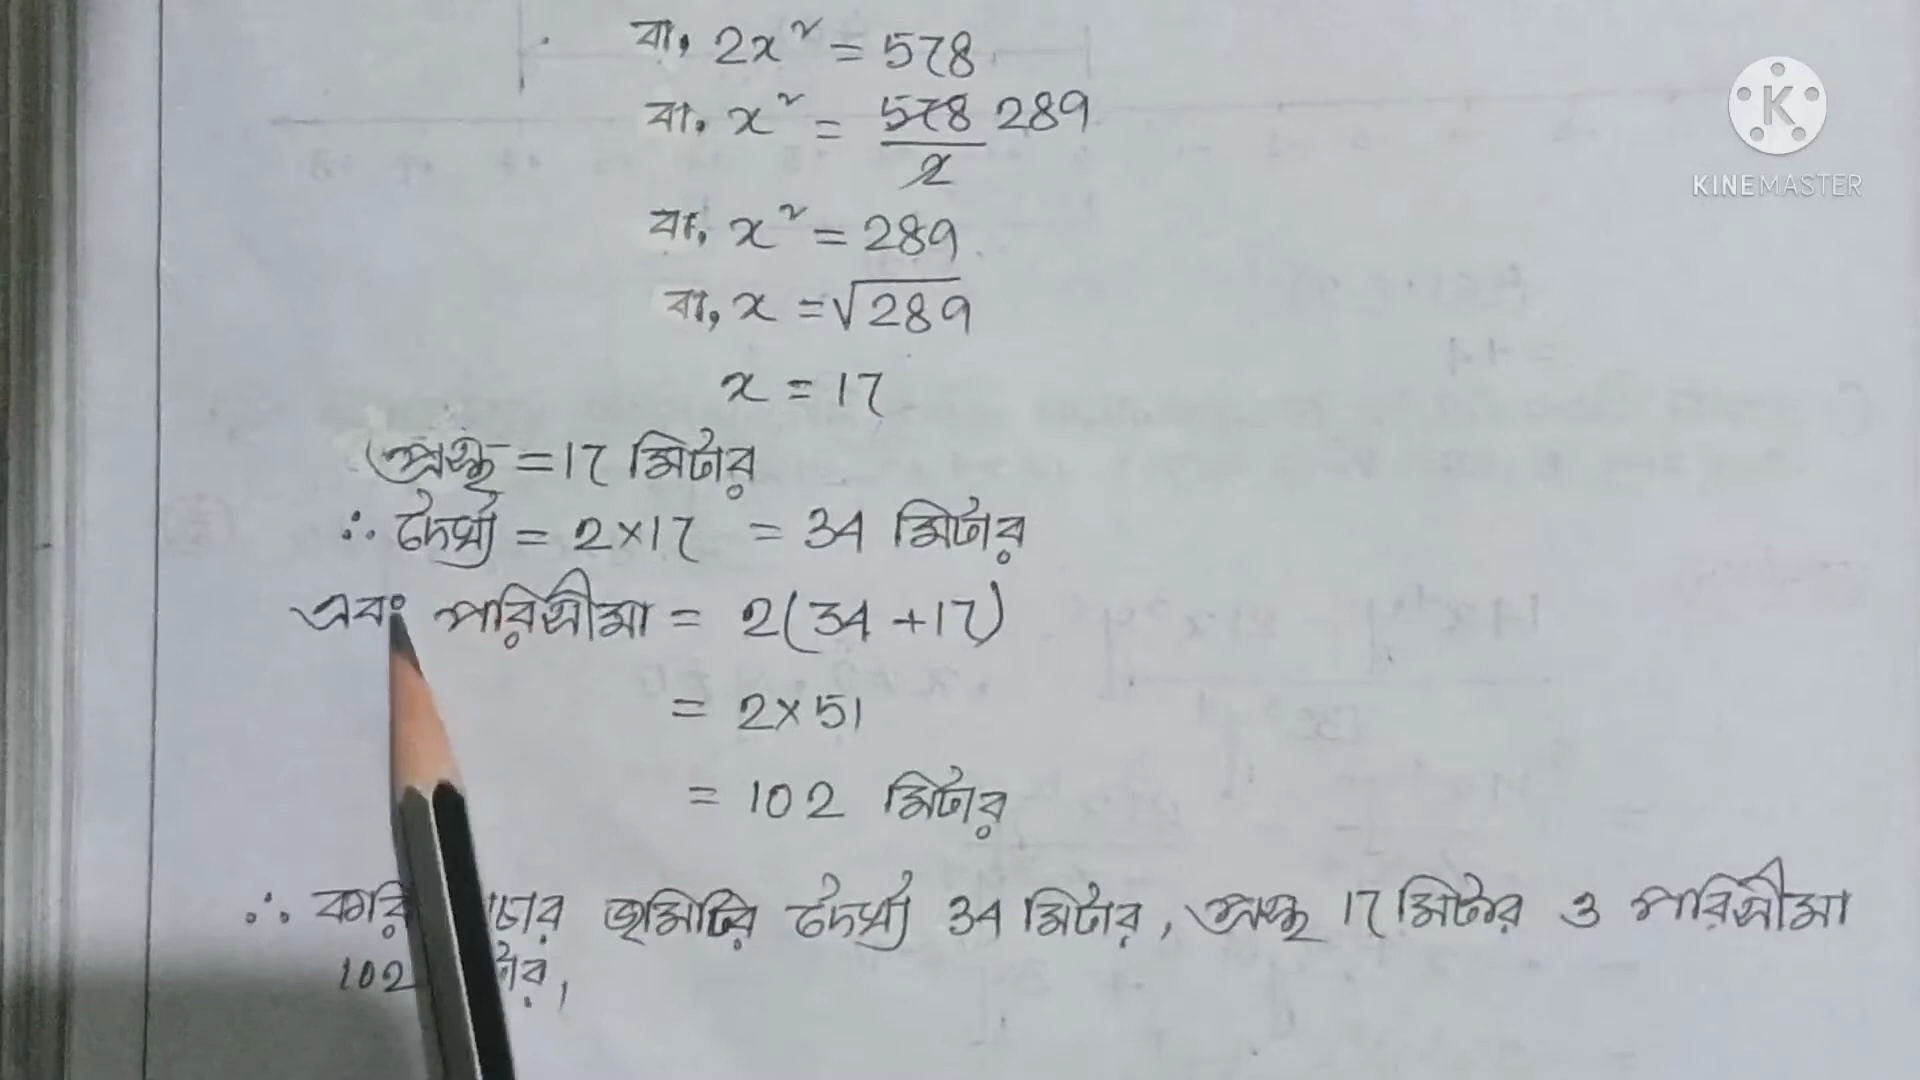 বা, 2x² = 578
বা, x² = 578/2 289
বা, x² = 289
বা, x = √289
x = 17
প্রস্থ = 17 মিটার
∴ দৈর্ঘ্য = 2×17 = 34 মিটার
এবং পরিসীমা = 2(34 + 17)
= 2×51
= 102 মিটার
∴ ভূমিটির দৈর্ঘ্য 34 মিটার, প্রস্থ 17 মিটার ও পরিসীমা
102
KINEMASTER